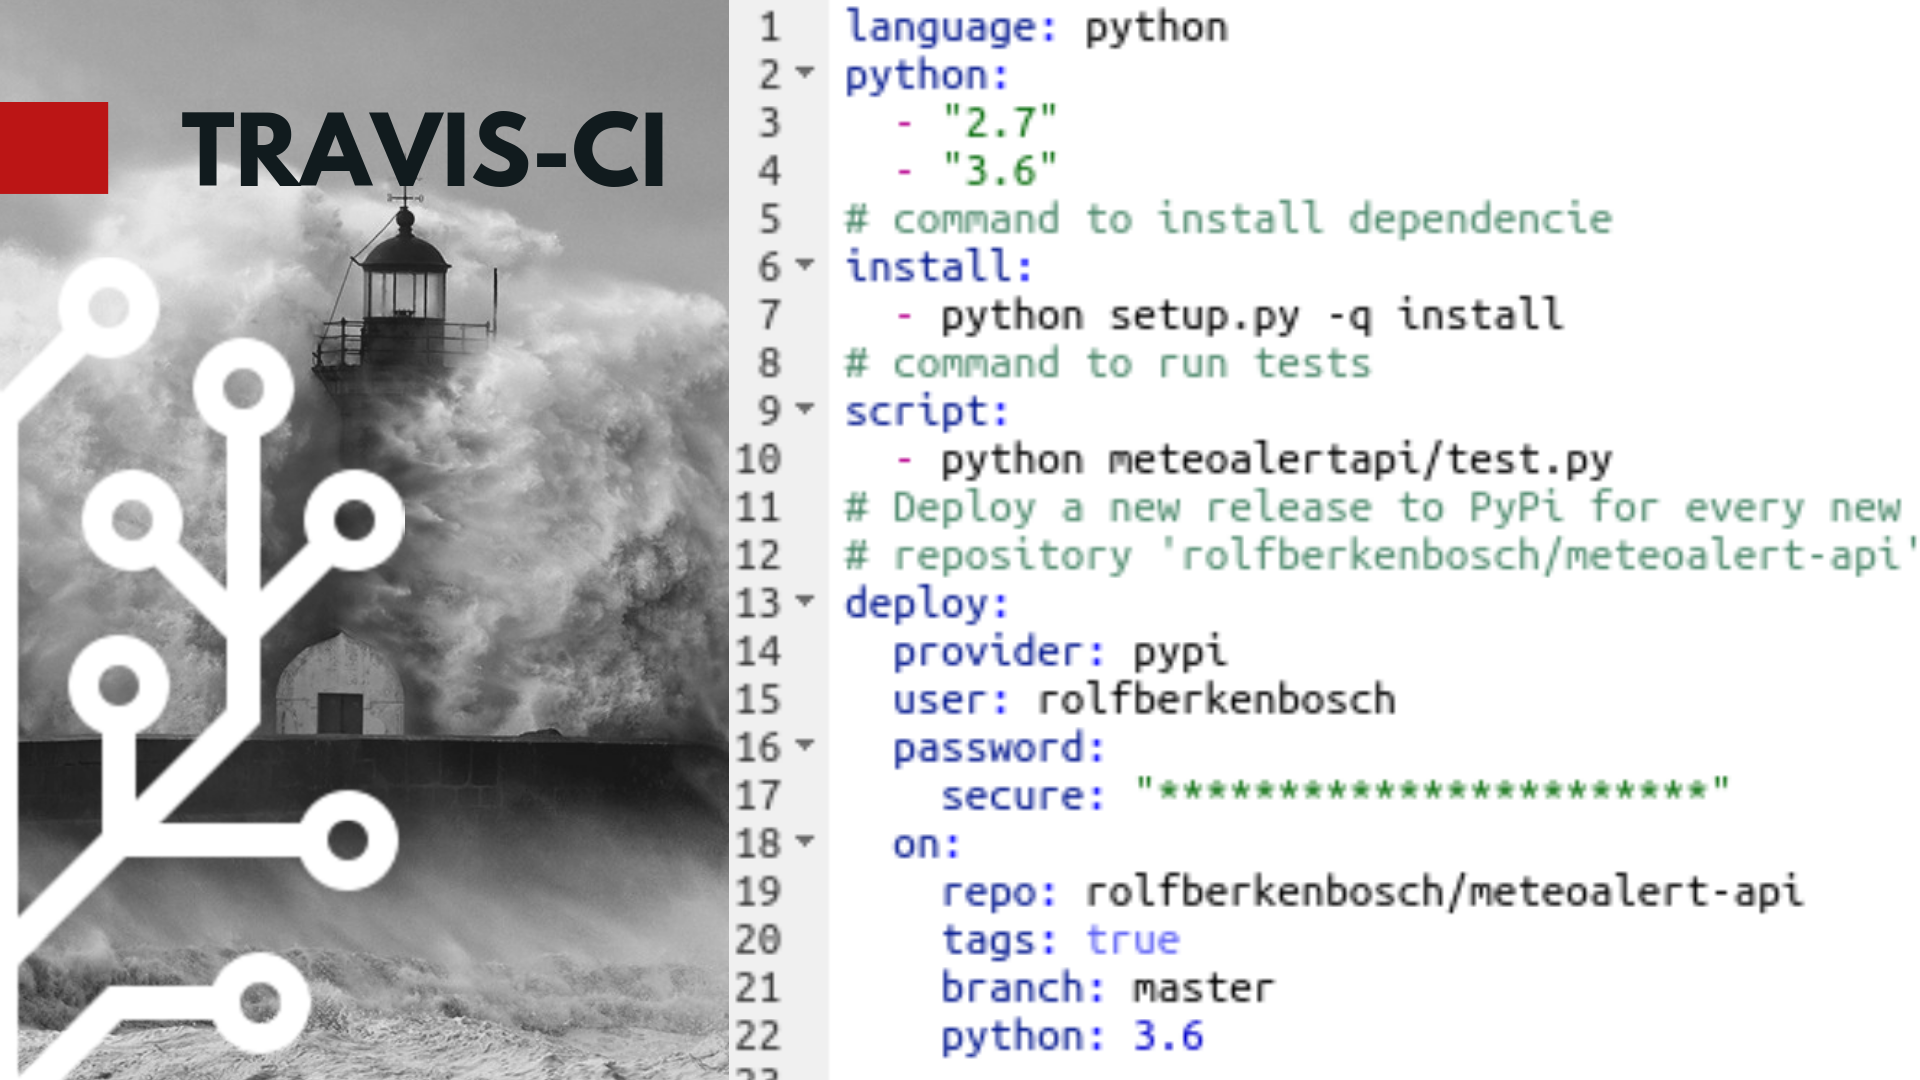 TRAVIS-CI
1 language: python
2 python:
3 - "2.7"
4 - "3.6"
5 # command to install dependencie
6 install:
7 - python setup.py -q install
8 # command to run tests
9 script:
10 - python meteoalertapi/test.py
11 # Deploy a new release to PyPi for every new
12 # repository 'rolfberkenbosch/meteoalert-api'
13 deploy:
14 provider: pypi
15 user: rolfberkenbosch
16 password:
17 secure: "***********************"
18 on:
19 repo: rolfberkenbosch/meteoalert-api
20 tags: true
21 branch: master
22 python: 3.6
23